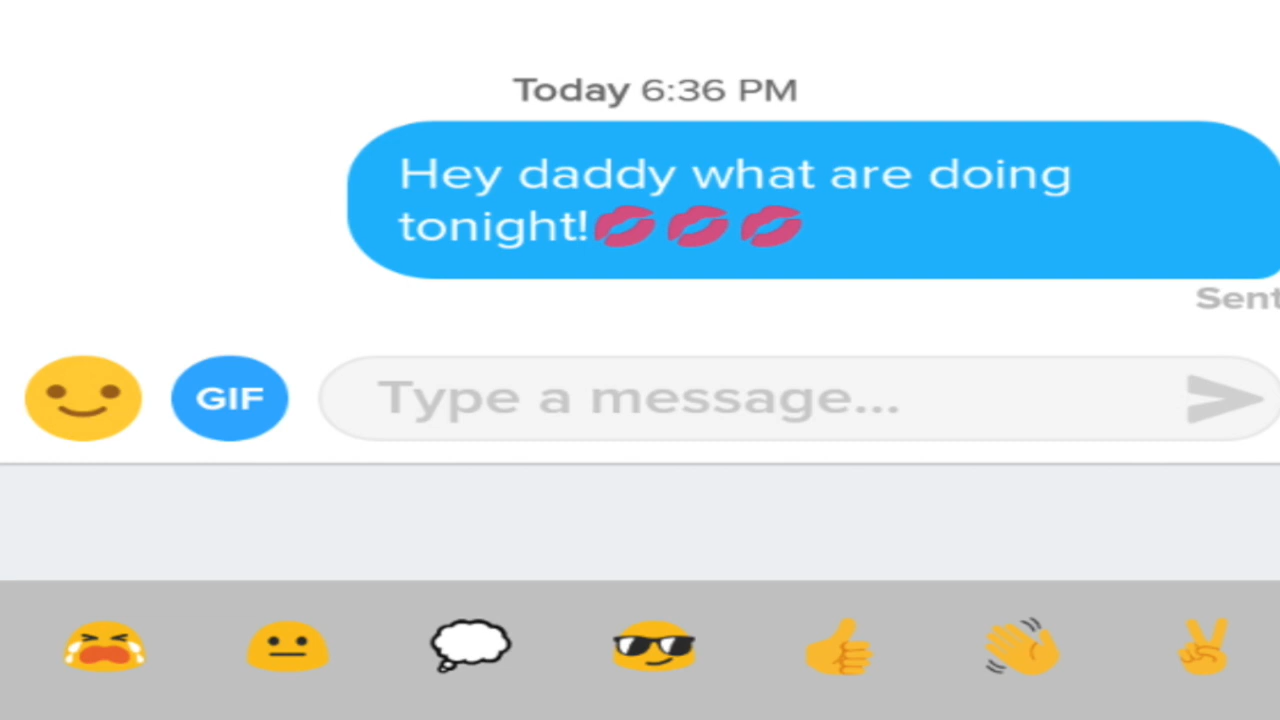 Today 6:36 PM
Hey daddy what are doing
tonight!💋💋💋
Sent
GIF
Type a message...